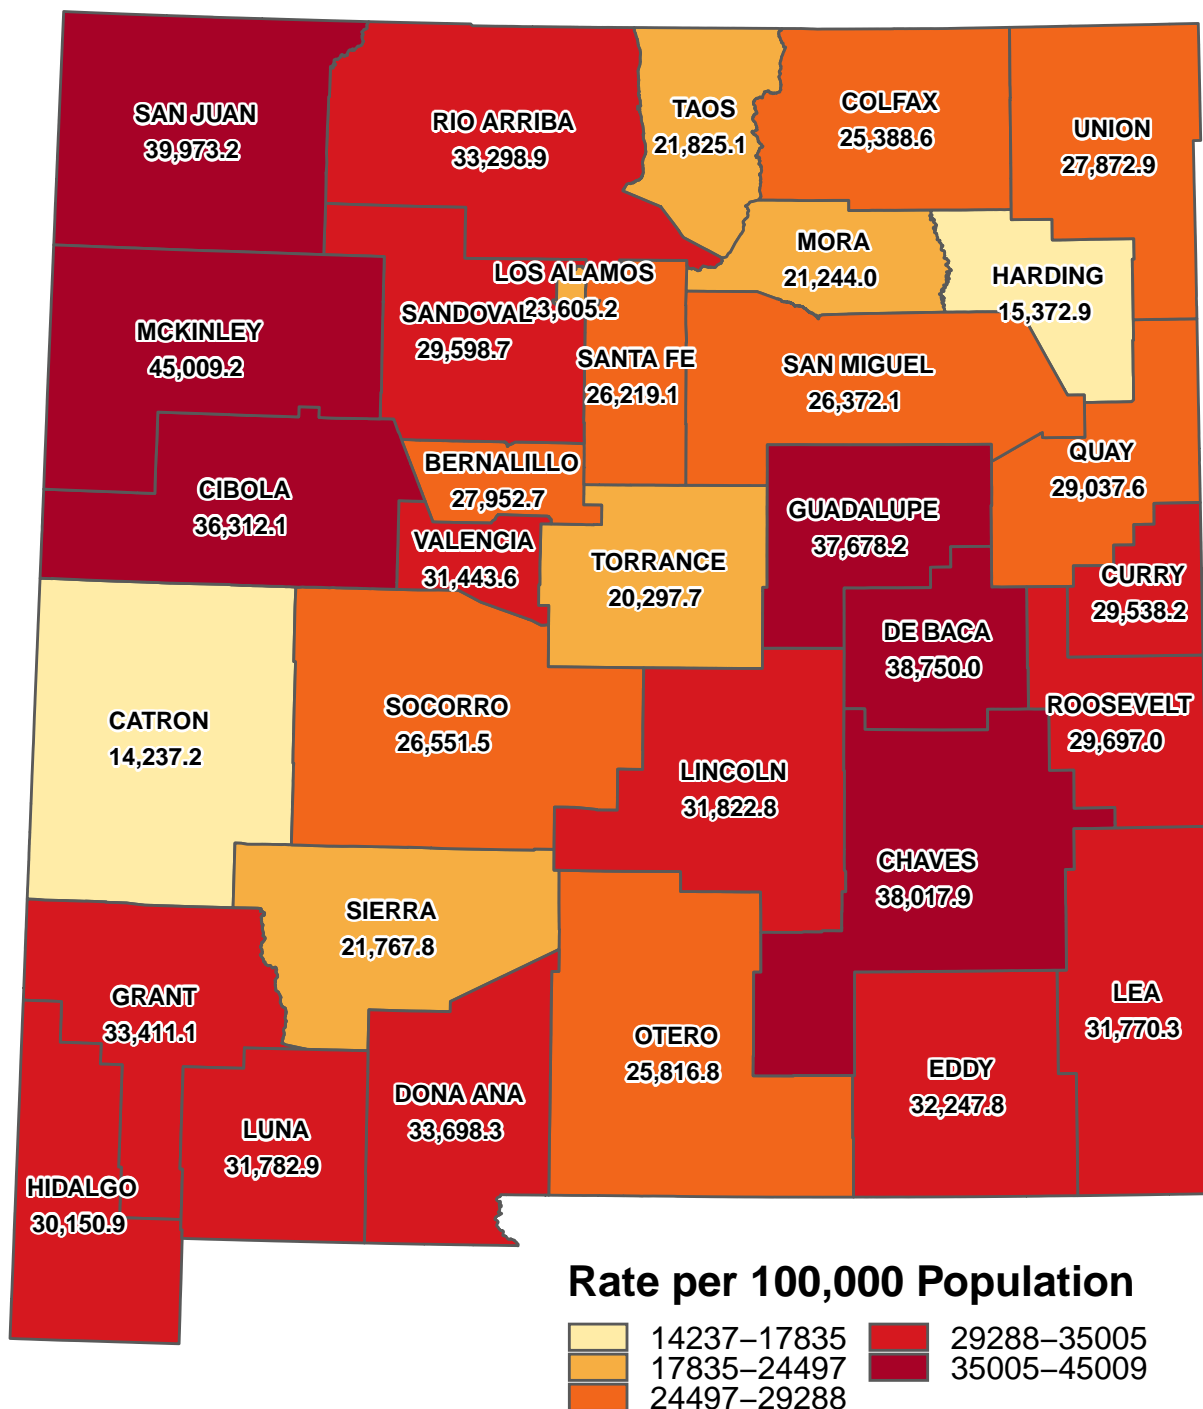 SAN JUAN
39,973.2
RIO ARRIBA
33,298.9
TAOS
21,825.1
COLFAX
25,388.6
UNION
27,872.9
MORA
21,244.0
HARDING
15,372.9
LOS ALAMOS
23,605.2
SANDOVAL
29,598.7
MCKINLEY
45,009.2
SANTA FE
26,219.1
SAN MIGUEL
26,372.1
QUAY
29,037.6
BERNALILLO
27,952.7
CIBOLA
36,312.1
GUADALUPE
37,678.2
VALENCIA
31,443.6
TORRANCE
20,297.7
CURRY
29,538.2
DE BACA
38,750.0
CATRON
14,237.2
SOCORRO
26,551.5
ROOSEVELT
29,697.0
LINCOLN
31,822.8
CHAVES
38,017.9
SIERRA
21,767.8
GRANT
33,411.1
LEA
31,770.3
OTERO
25,816.8
EDDY
32,247.8
DONA ANA
33,698.3
LUNA
31,782.9
HIDALGO
30,150.9
Rate per 100,000 Population
14237–17835
17835–24497
24497–29288
29288–35005
35005–45009